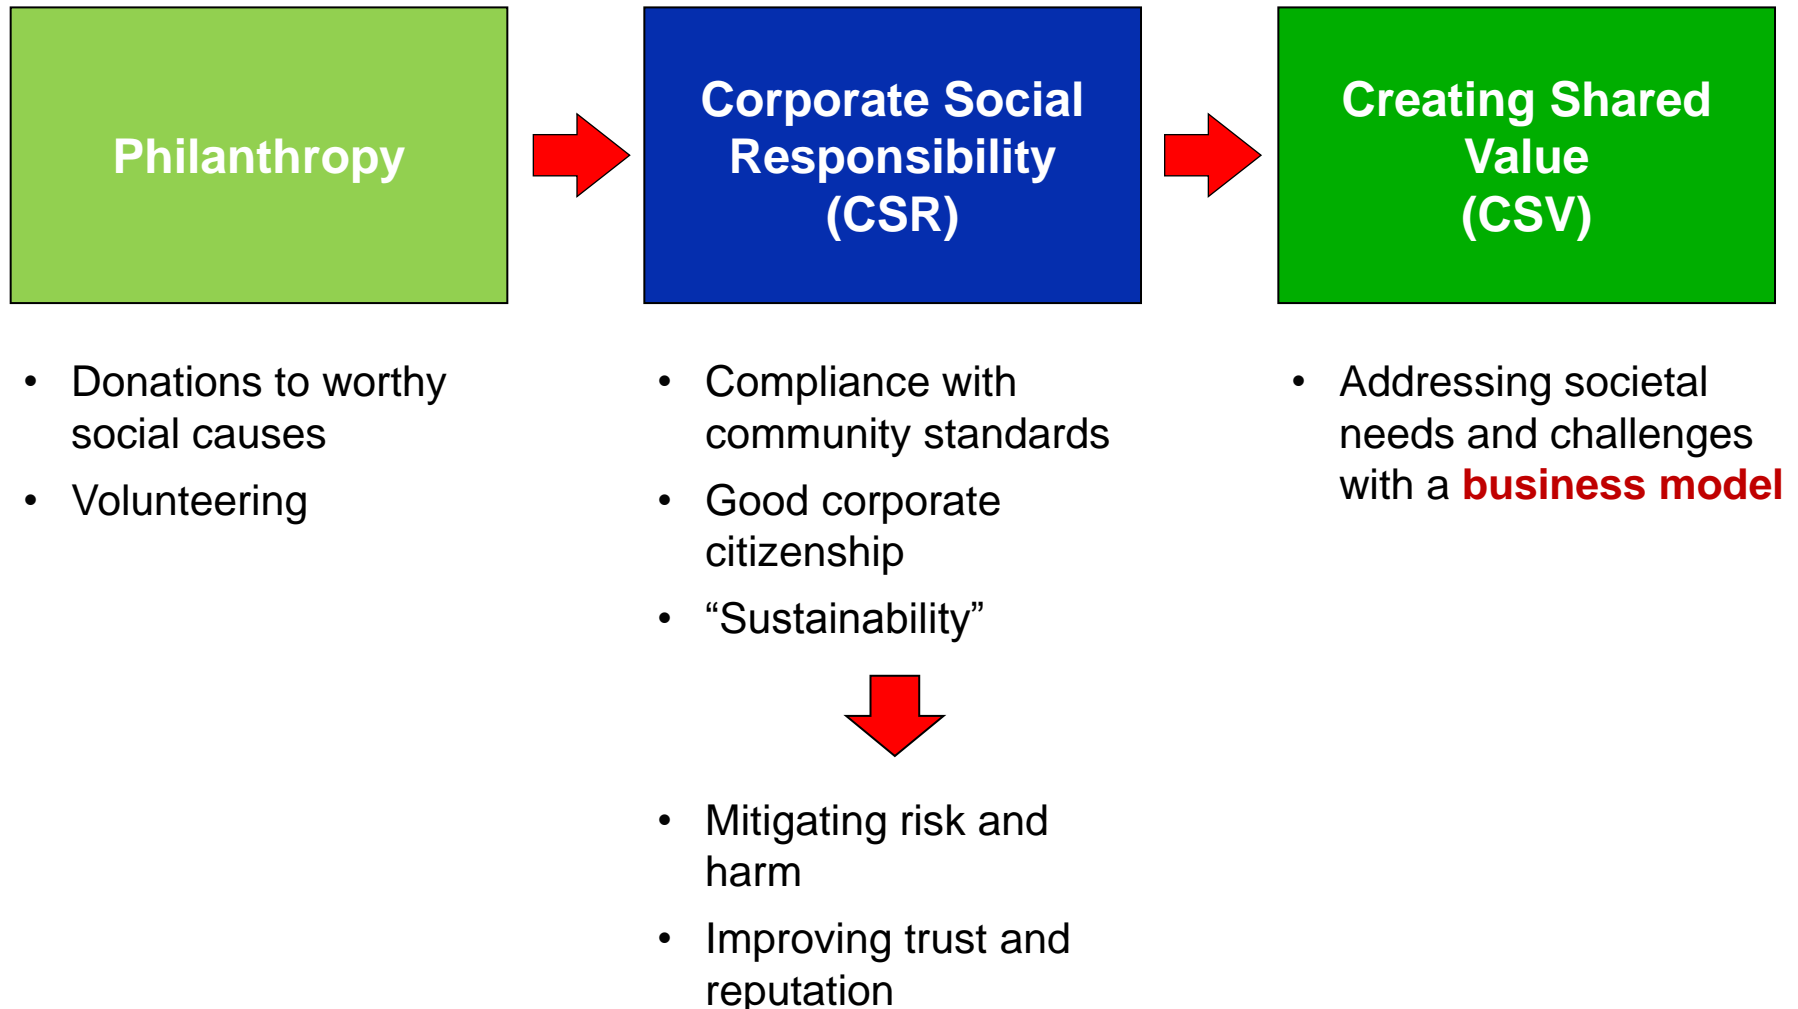 Philanthropy
Corporate Social
Responsibility
(CSR)
Creating Shared
Value
(CSV)
• Donations to worthy
social causes
• Volunteering
• Compliance with
community standards
• Good corporate
citizenship
• “Sustainability”
• Mitigating risk and
harm
• Improving trust and
reputation
• Addressing societal
needs and challenges
with a business model